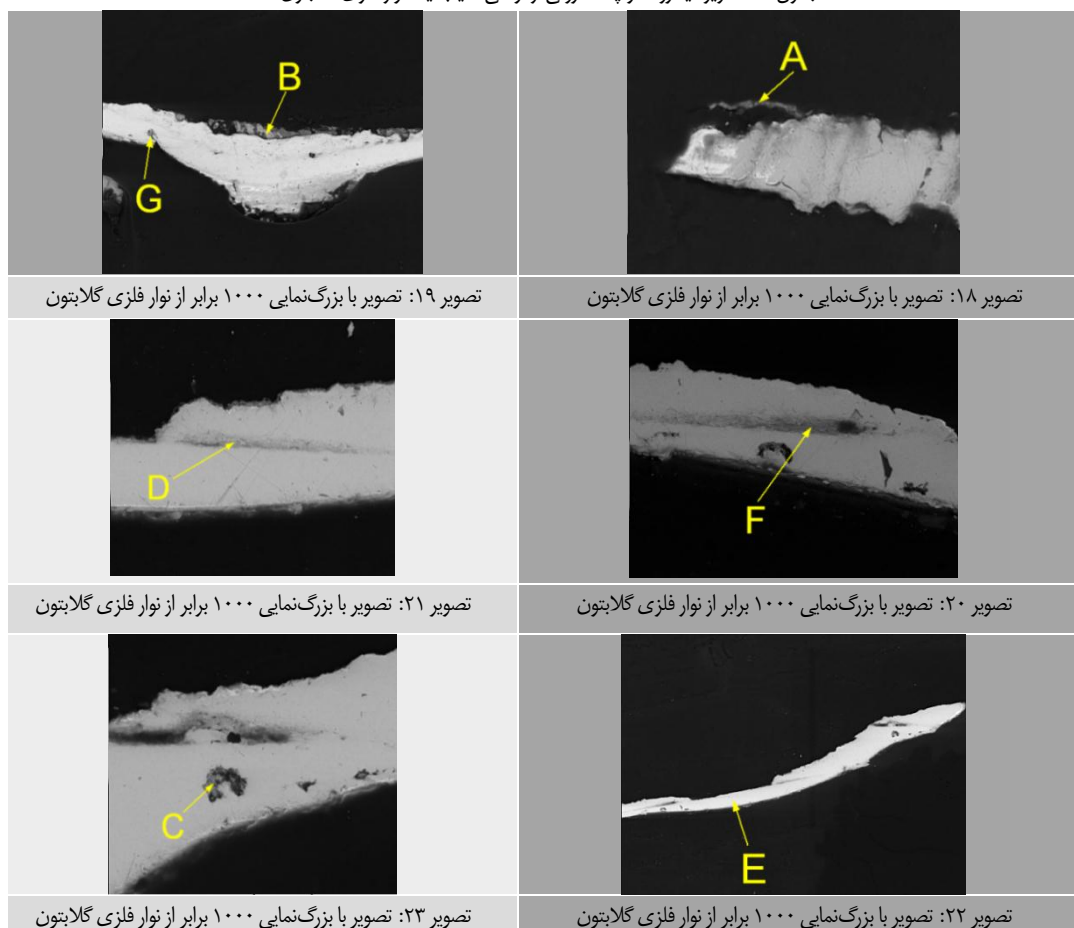 A
B
G
تصویر ۱۸: تصویر با بزرگ‌نمایی ۱۰۰۰ برابر از نوار فلزی گلابتون
تصویر ۱۹: تصویر با بزرگ‌نمایی ۱۰۰۰ برابر از نوار فلزی گلابتون
F
D
تصویر ۲۰: تصویر با بزرگ‌نمایی ۱۰۰۰ برابر از نوار فلزی گلابتون
تصویر ۲۱: تصویر با بزرگ‌نمایی ۱۰۰۰ برابر از نوار فلزی گلابتون
E
C
تصویر ۲۲: تصویر با بزرگ‌نمایی ۱۰۰۰ برابر از نوار فلزی گلابتون
تصویر ۲۳: تصویر با بزرگ‌نمایی ۱۰۰۰ برابر از نوار فلزی گلابتون